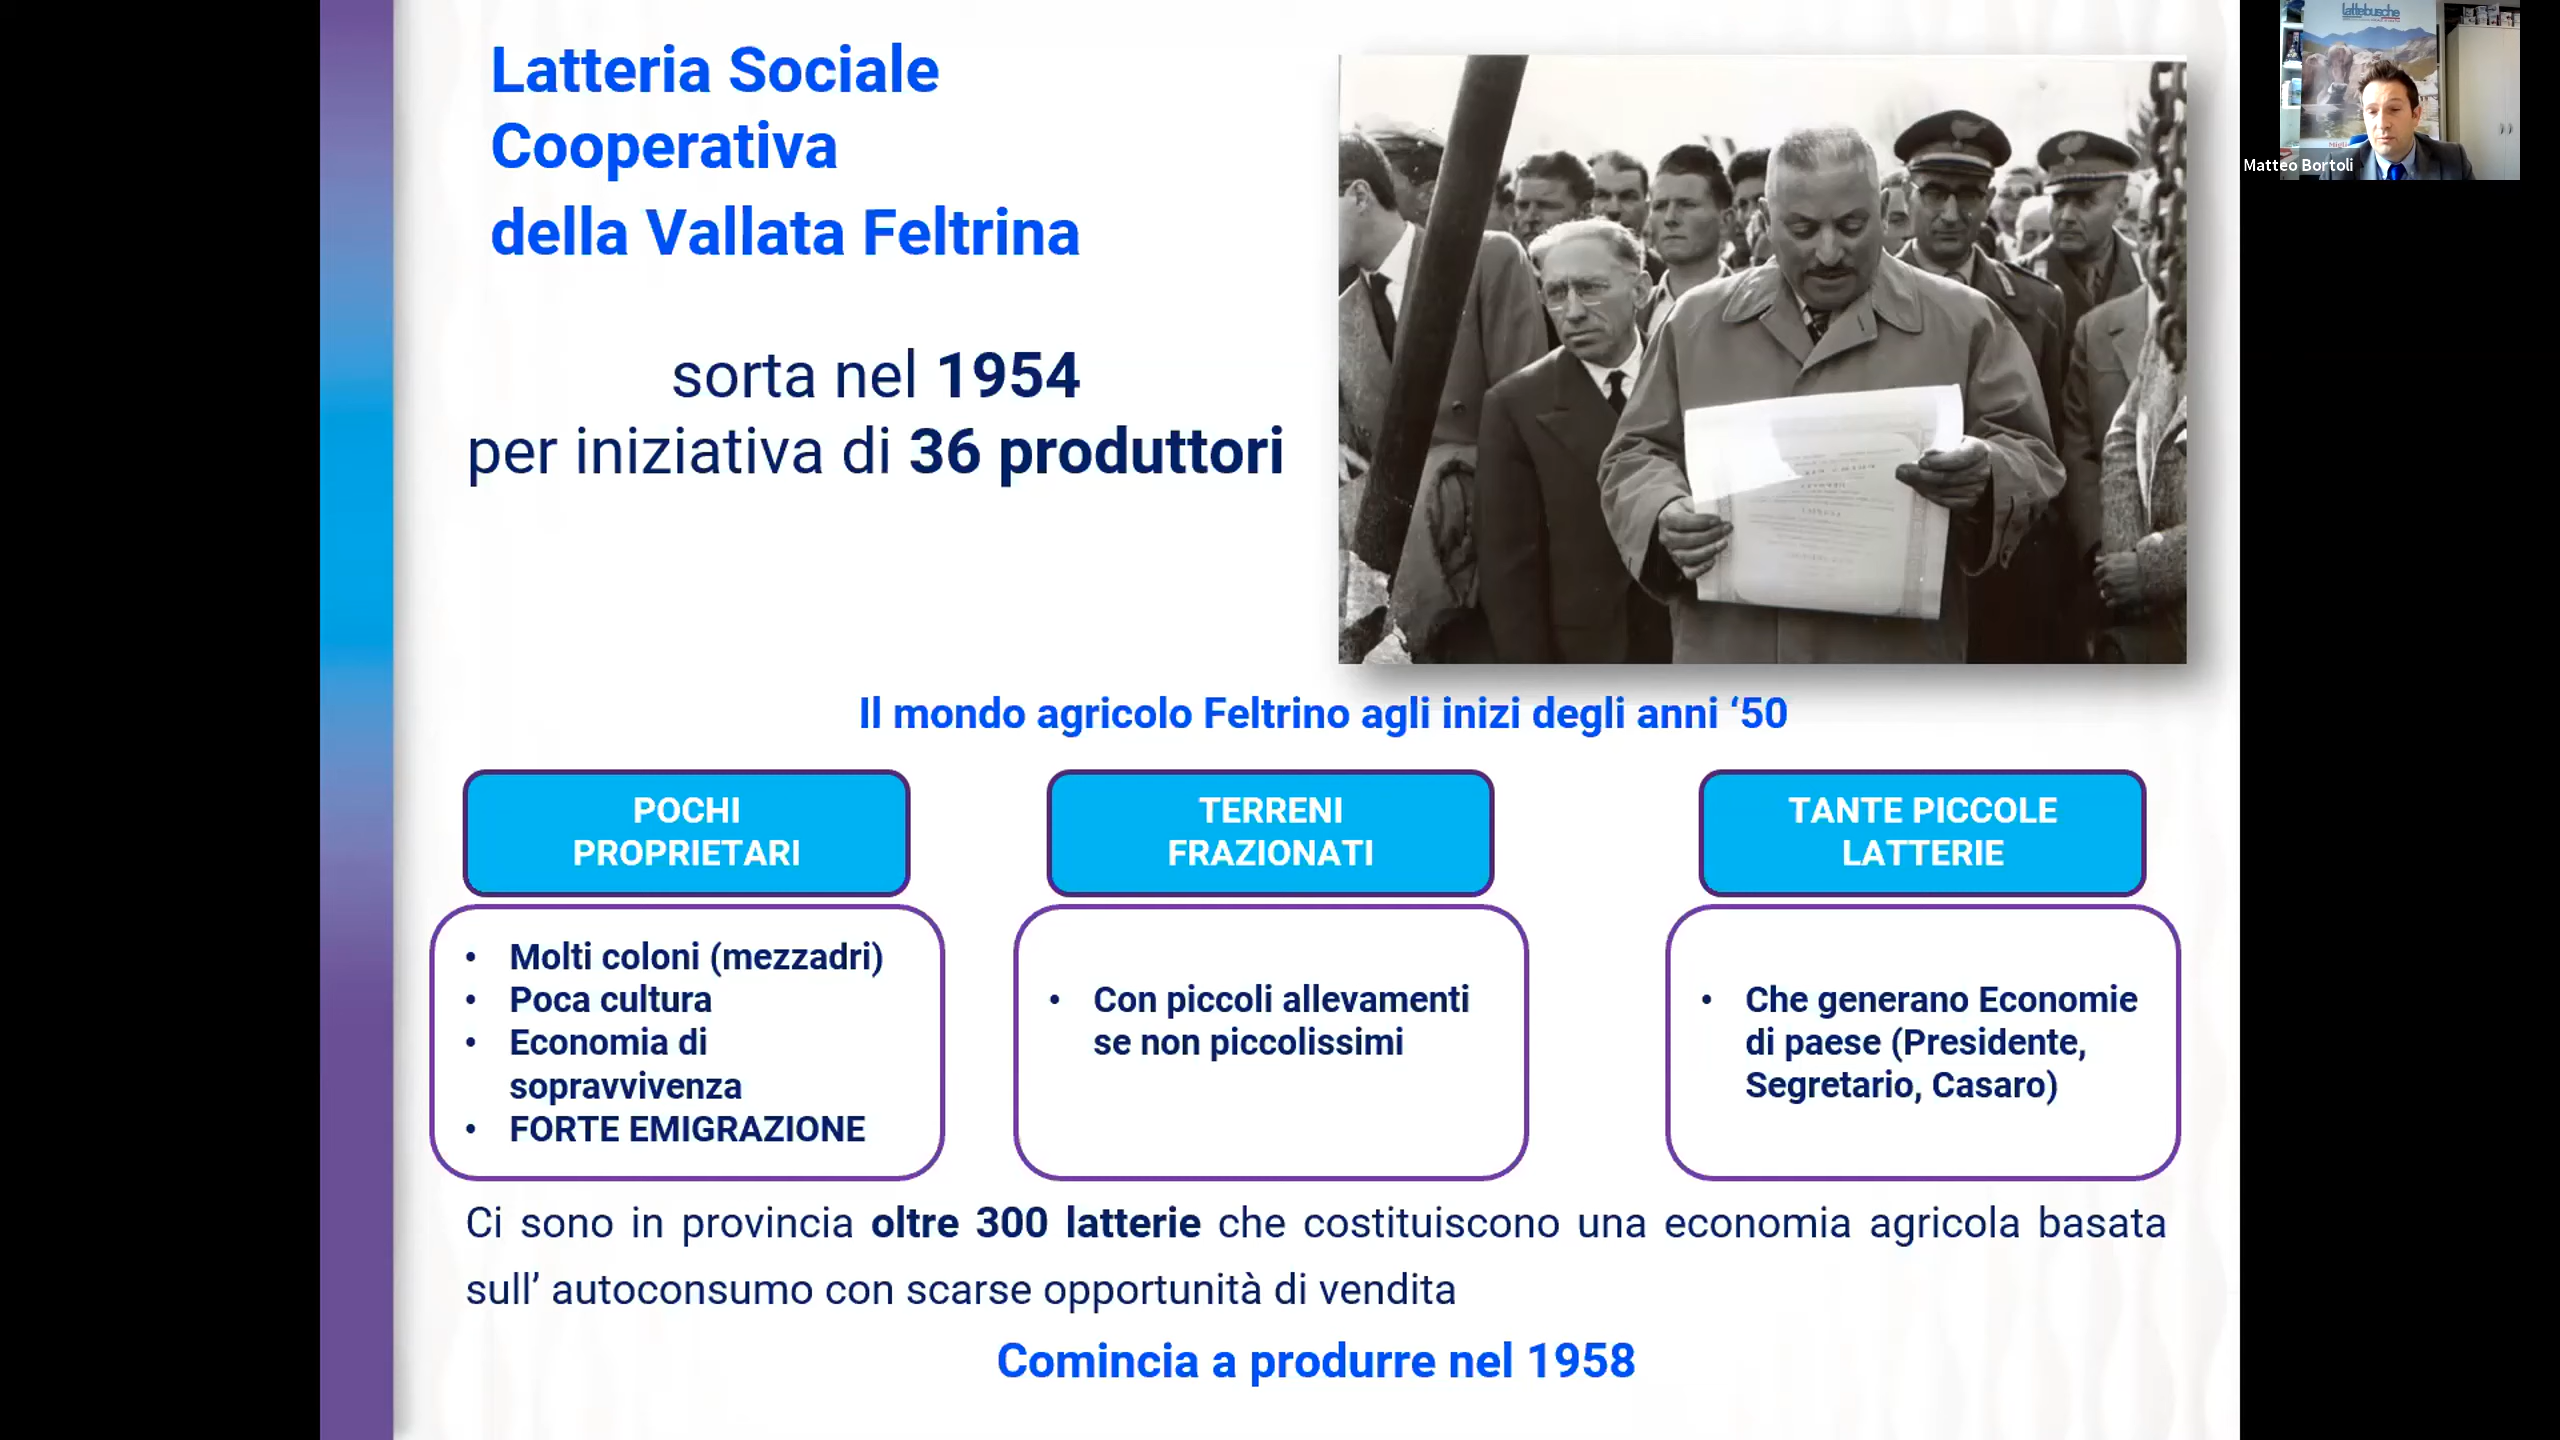 Latteria Sociale
Cooperativa
della Vallata Feltrina
sorta nel 1954
per iniziativa di 36 produttori
Il mondo agricolo Feltrino agli inizi degli anni ‘50
POCHI
PROPRIETARI
• Molti coloni (mezzadri)
• Poca cultura
• Economia di
sopravvivenza
• FORTE EMIGRAZIONE
TERRENI
FRAZIONATI
• Con piccoli allevamenti
se non piccolissimi
TANTE PICCOLE
LATTERIE
• Che generano Economie
di paese (Presidente,
Segretario, Casaro)
Ci sono in provincia oltre 300 latterie che costituiscono una economia agricola basata
sull’ autoconsumo con scarse opportunità di vendita
Comincia a produrre nel 1958
lattebusche
Matteo Bortoli